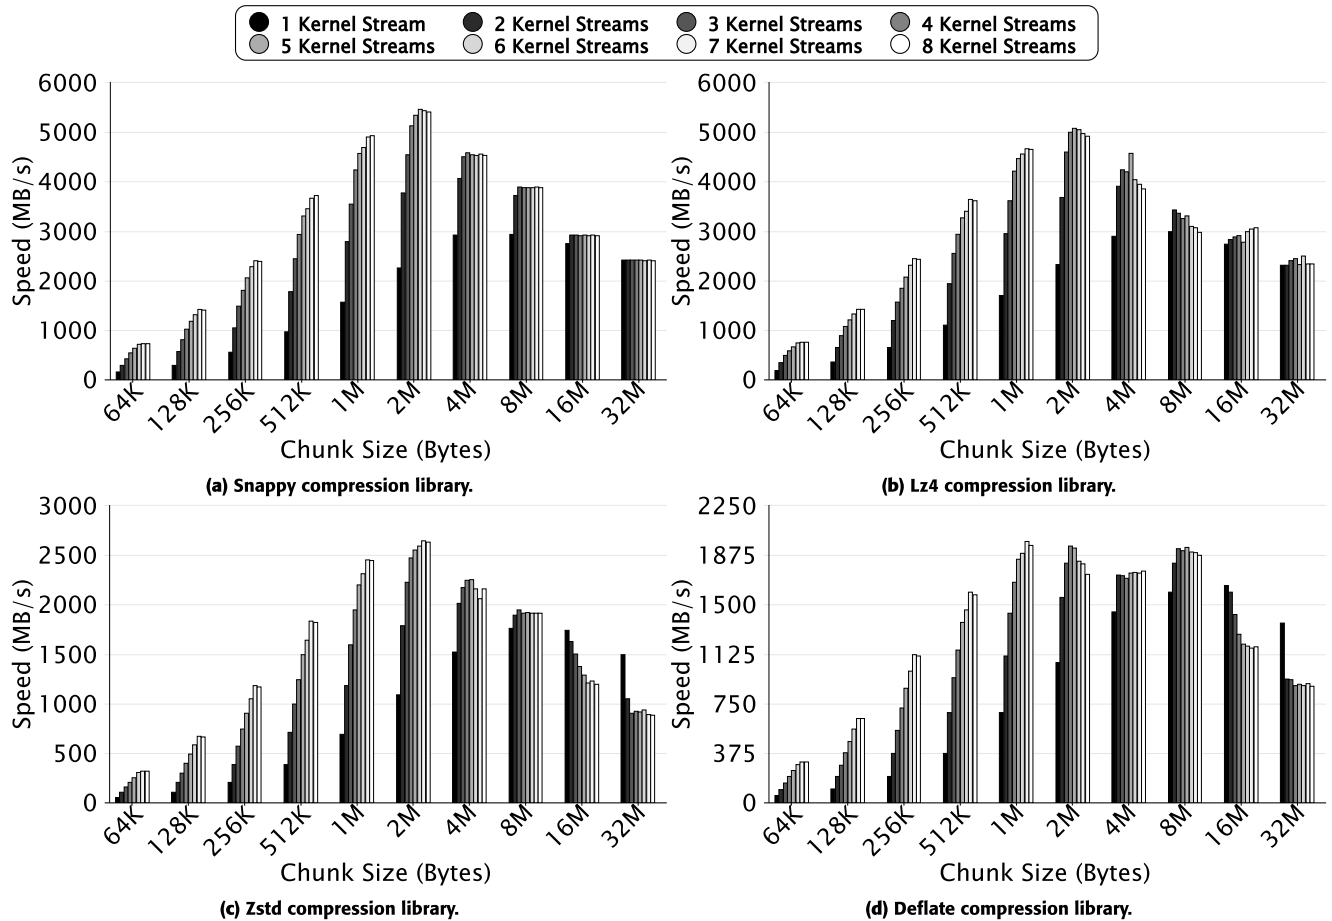 1 Kernel Stream 2 Kernel Streams 3 Kernel Streams 4 Kernel Streams
5 Kernel Streams 6 Kernel Streams 7 Kernel Streams 8 Kernel Streams
6000
5000
4000
3000
2000
1000
0
Speed (MB/s)
64K 128K 256K 512K 1M 2M 4M 8M 16M 32M
Chunk Size (Bytes)
(a) Snappy compression library.
6000
5000
4000
3000
2000
1000
0
Speed (MB/s)
64K 128K 256K 512K 1M 2M 4M 8M 16M 32M
Chunk Size (Bytes)
(b) Lz4 compression library.
3000
2500
2000
1500
1000
500
0
Speed (MB/s)
64K 128K 256K 512K 1M 2M 4M 8M 16M 32M
Chunk Size (Bytes)
(c) Zstd compression library.
2250
1875
1500
1125
750
375
0
Speed (MB/s)
64K 128K 256K 512K 1M 2M 4M 8M 16M 32M
Chunk Size (Bytes)
(d) Deflate compression library.